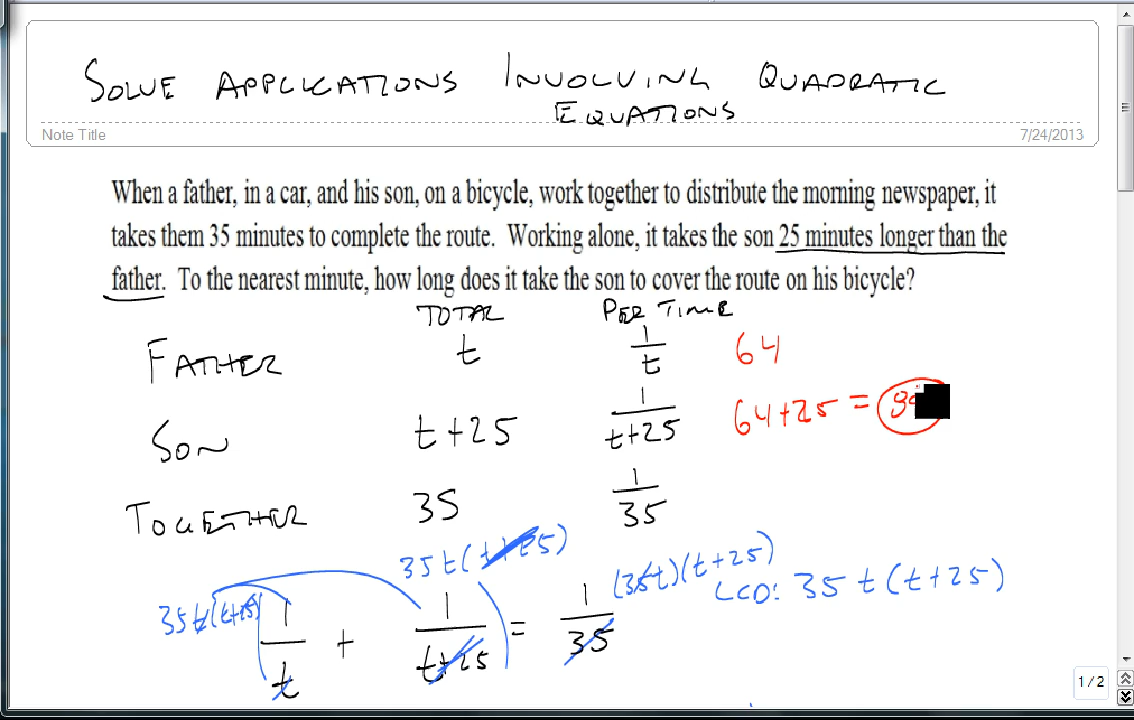 SOLVE APPLICATIONS INVOLVING QUADRATIC
EQUATIONS
Note Title
7/24/2013
When a father, in a car, and his son, on a bicycle, work together to distribute the morning newspaper, it
takes them 35 minutes to complete the route. Working alone, it takes the son 25 minutes longer than the
father. To the nearest minute, how long does it take the son to cover the route on his bicycle?
TOTAL PER TIME
FATHER t 1/t 64
SON t+25 1/(t+25) 64+25 =
TOGETHER 35 1/35
35t(t+25) (35t)(t+25)
LCD: 35t(t+25)
35t(t+25) 1/t + 1/(t+25) = 1/35
1/2